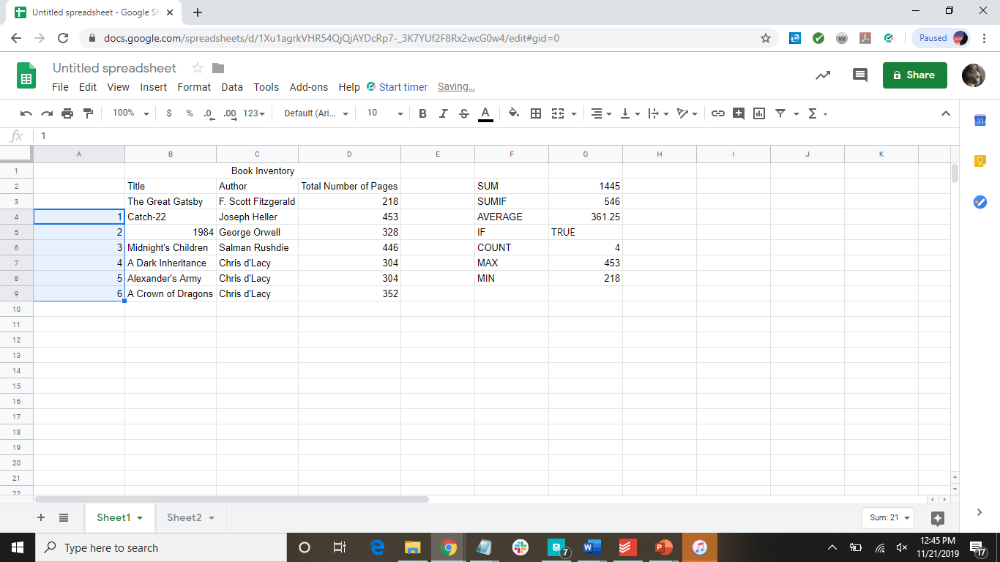 Untitled spreadsheet - Google Sh
docs.google.com/spreadsheets/d/1Xu1agrkVHR54QjQjAYDcRp7-_3K7YUf2F8Rx2wcG0w4/edit#gid=0
Paused
Untitled spreadsheet
Share
File Edit View Insert Format Data Tools Add-ons Help Start timer Saving...
100% $ % .0 .00 123 Default (Ari... 10 B I S A Σ
fx 1
A B C D E F G H I J K
1 Book Inventory
2 Title Author Total Number of Pages SUM 1445
3 The Great Gatsby F. Scott Fitzgerald 218 SUMIF 546
4 1 Catch-22 Joseph Heller 453 AVERAGE 361.25
5 2 1984 George Orwell 328 IF TRUE
6 3 Midnight's Children Salman Rushdie 446 COUNT 4
7 4 A Dark Inheritance Chris d'Lacy 304 MAX 453
8 5 Alexander's Army Chris d'Lacy 304 MIN 218
9 6 A Crown of Dragons Chris d'Lacy 352
10
11
12
13
14
15
16
17
18
19
20
21
22
31
Sheet1 Sheet2 Sum: 21
Type here to search
7
12:45 PM
11/21/2019
17